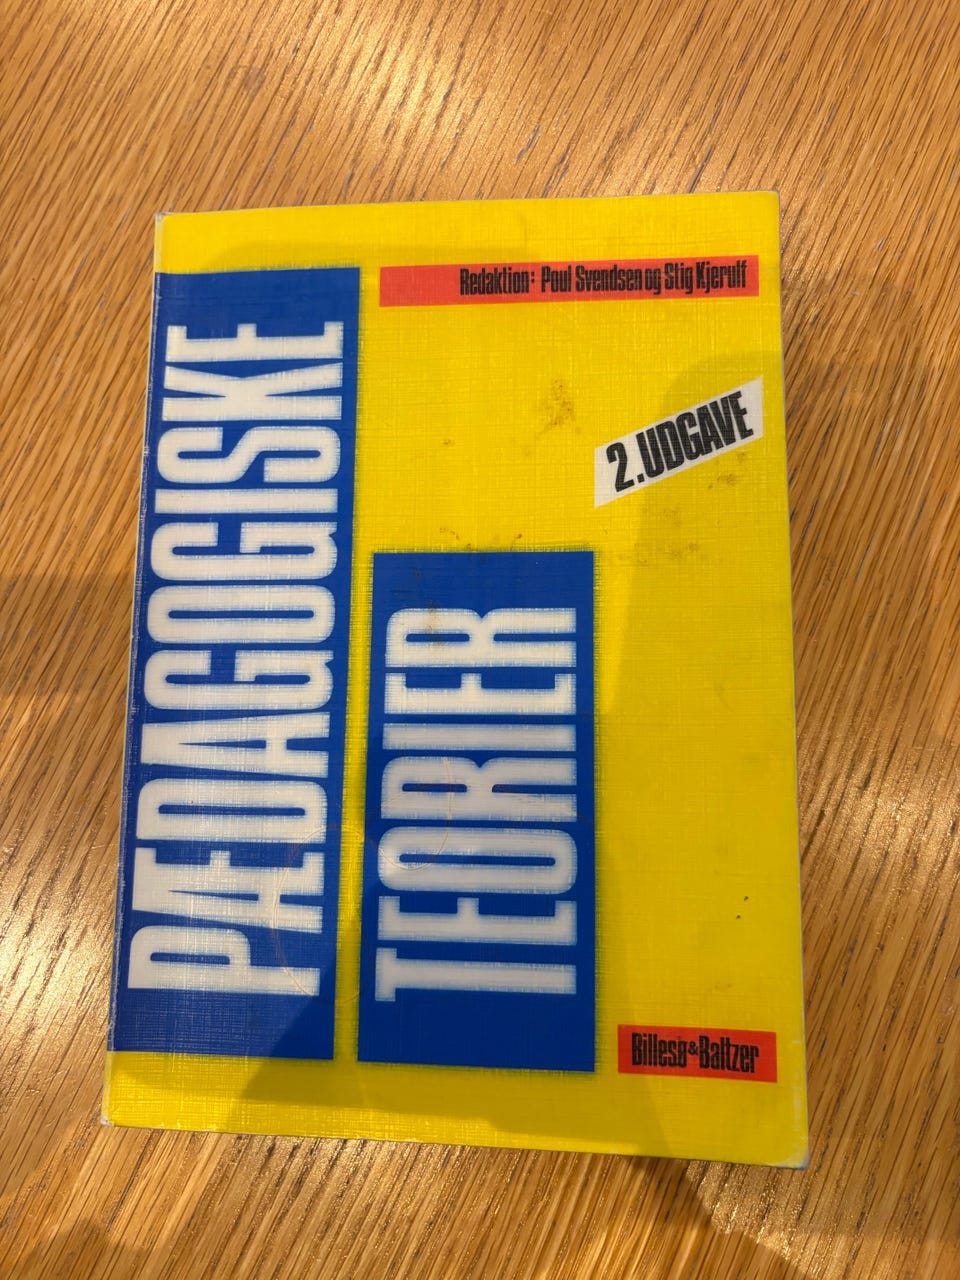 Redaktion: Poul Svendsen og Stig Kjerulf
PÆDAGOGISKE
TEORIER
2. UDGAVE
Billesø & Baltzer